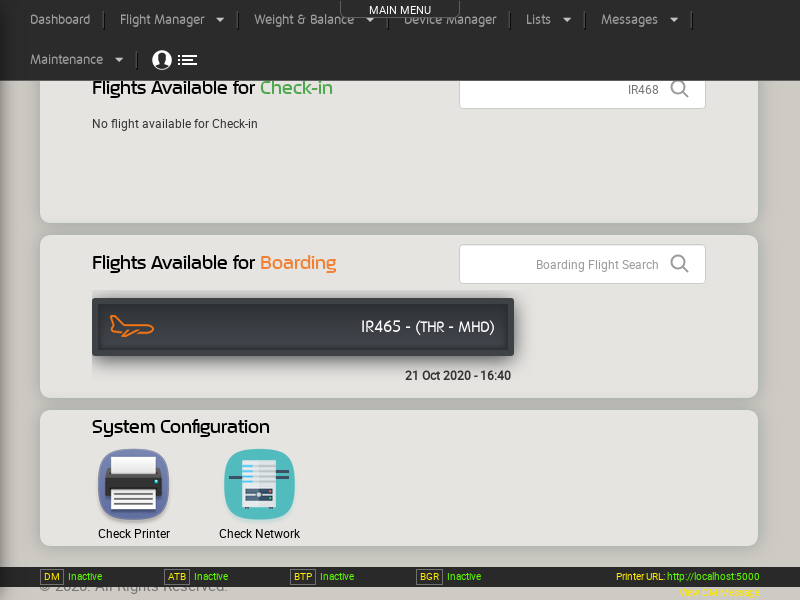 MAIN MENU
Dashboard Flight Manager Weight & Balance Device Manager Lists Messages
Maintenance
Flights Available for Check-in
IR468
No flight available for Check-in
Flights Available for Boarding
Boarding Flight Search
IR465 - (THR - MHD)
21 Oct 2020 - 16:40
System Configuration
Check Printer Check Network
DM Inactive ATB Inactive BTP Inactive BGR Inactive Printer URL: http://localhost:5000
© 2020. All Rights Reserved.